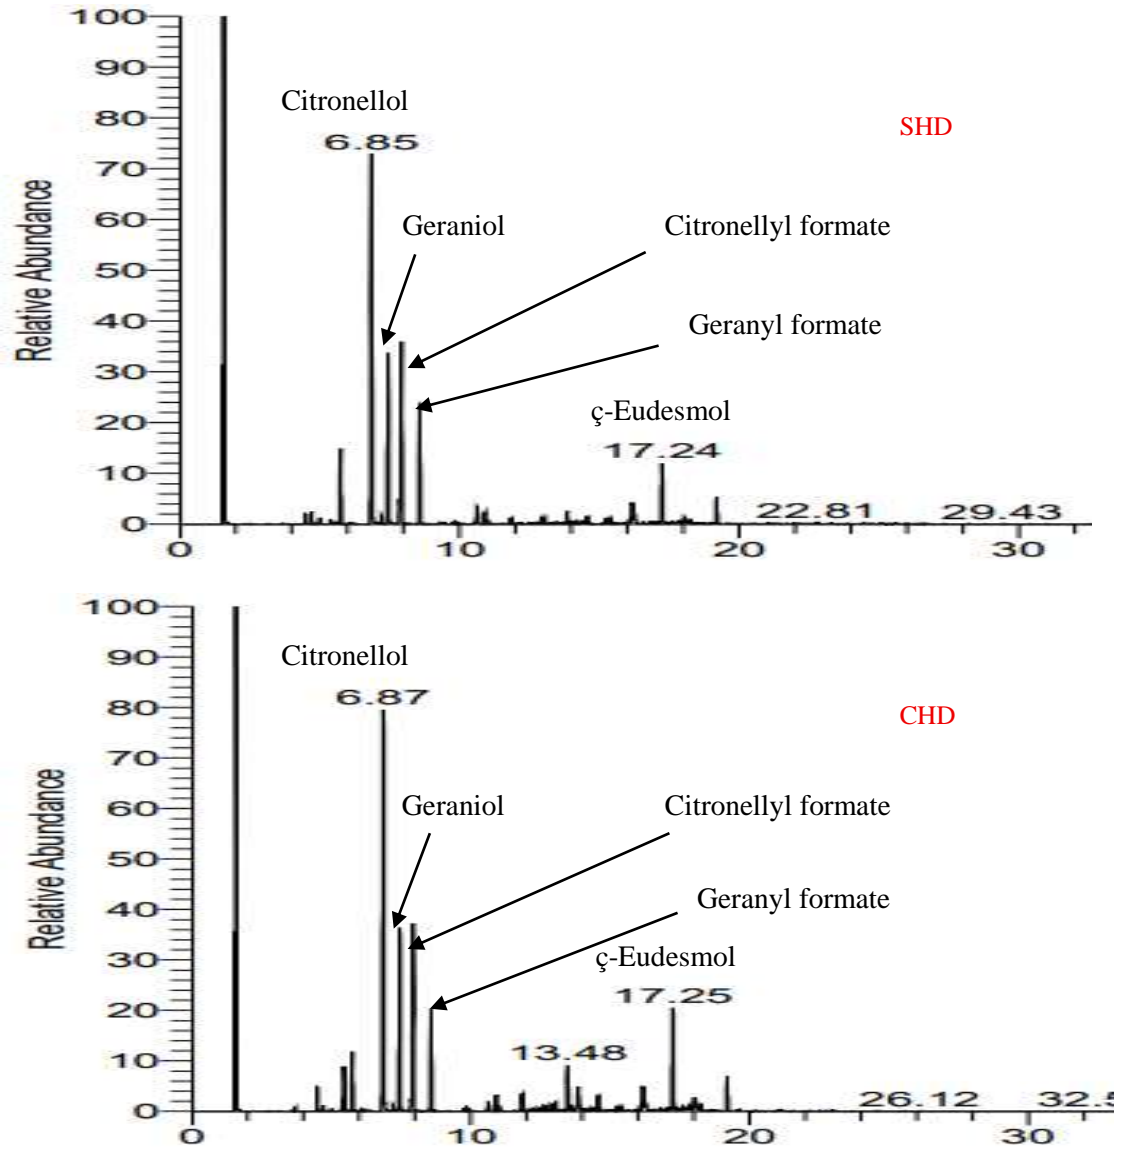 100
90
Citronellol
80
SHD
6.85
70
60
Geraniol
Citronellyl formate
50
Relative Abundance
40
Geranyl formate
30
ç-Eudesmol
20
17.24
10
22.81
29.43
0
0 10 20 30
100
90
Citronellol
80
6.87
CHD
70
60
Geraniol
Citronellyl formate
50
Relative Abundance
40
Geranyl formate
30
ç-Eudesmol
20
17.25
10
13.48
26.12
0
0 10 20 30